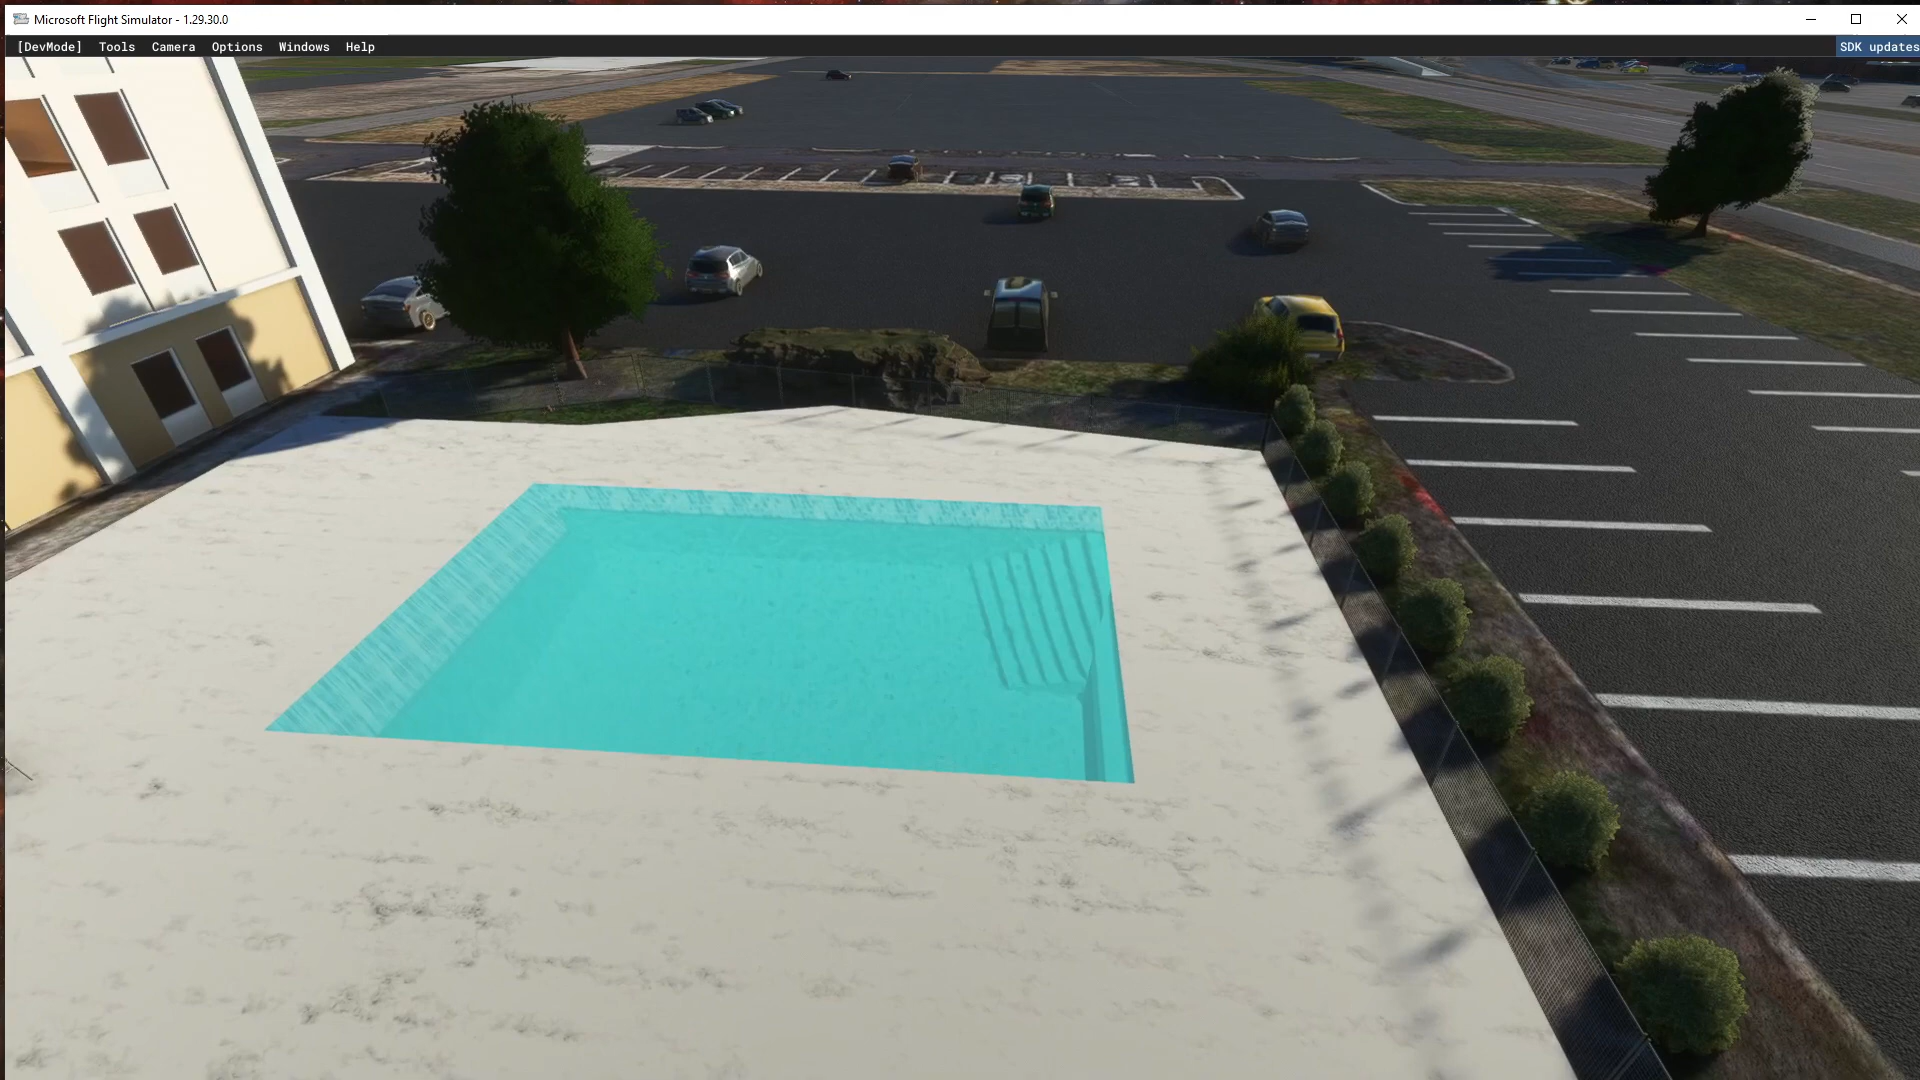 Microsoft Flight Simulator - 1.29.30.0
[DevMode] Tools Camera Options Windows Help
SDK updates